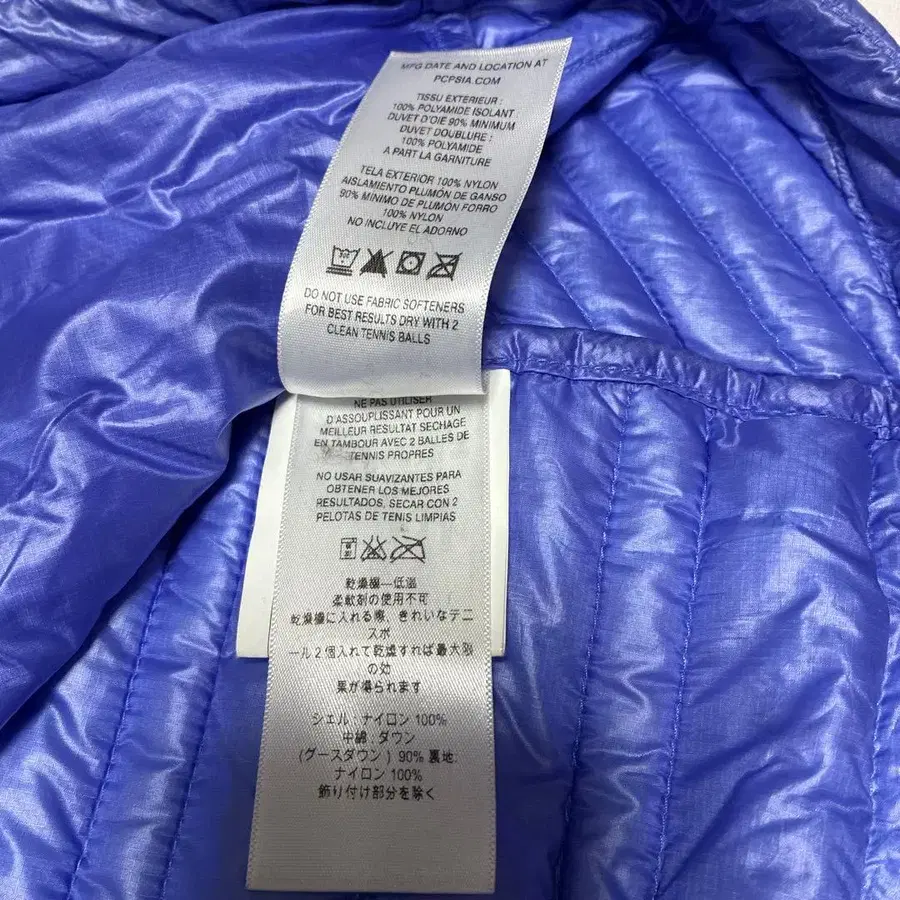 MFG DATE AND LOCATION AT
PCPSIA.COM
TISSU EXTERIEUR :
100% POLYAMIDE ISOLANT :
DUVET D'OIE 90% MINIMUM
DUVET DOUBLURE :
100% POLYAMIDE
A PART LA GARNITURE
TELA EXTERIOR 100% NYLON
AISLAMIENTO PLUMÓN DE GANSO
90% MÍNIMO DE PLUMÓN FORRO
100% NYLON
NO INCLUYE EL ADORNO
DO NOT USE FABRIC SOFTENERS
FOR BEST RESULTS DRY WITH 2
CLEAN TENNIS BALLS
NE PAS UTILISER
D'ASSOUPLISSANT POUR UN
MEILLEUR RESULTAT SECHAGE
EN TAMBOUR AVEC 2 BALLES DE
TENNIS PROPRES
NO USAR SUAVIZANTES PARA
OBTENER LOS MEJORES
RESULTADOS, SECAR CON 2
PELOTAS DE TENIS LIMPIAS
乾燥機—低温
柔軟剤の使用不可
乾燥機に入れる際、きれいなテニ
スボ
ール2個入れて乾燥すれば最大限
の効
果が得られます
シェル：ナイロン100%
中綿：ダウン
(グースダウン）90% 裏地:
ナイロン100%
飾り付け部分を除く